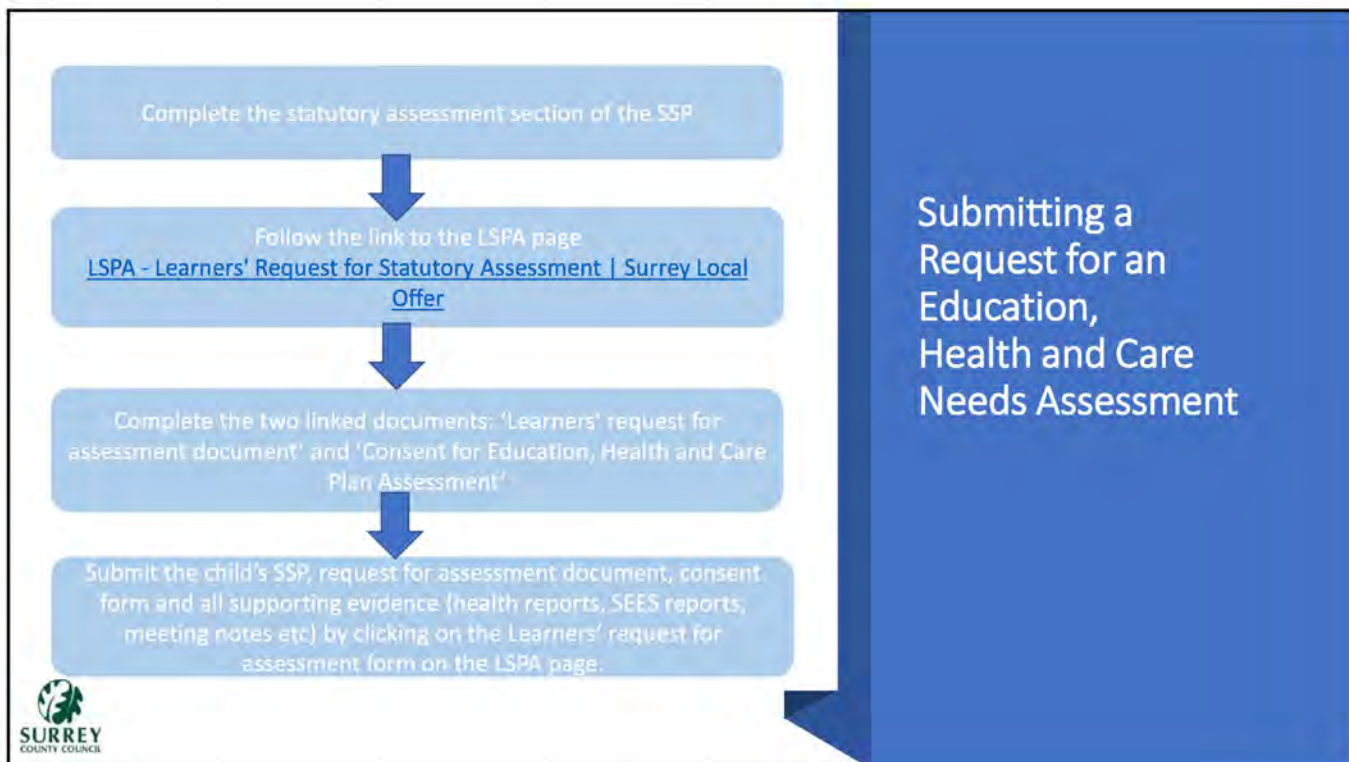 Complete the statutory assessment section of the SSP
Follow the link to the LSPA page
LSPA - Learners' Request for Statutory Assessment | Surrey Local
Offer
Complete the two linked documents: 'Learners' request for
assessment document' and 'Consent for Education, Health and Care
Plan Assessment'
Submit the child's SSP, request for assessment document, consent
form and all supporting evidence (health reports, SEES reports,
meeting notes etc) by clicking on the Learners' request for
assessment form on the LSPA page.
Submitting a
Request for an
Education,
Health and Care
Needs Assessment
SURREY
COUNTY COUNCIL